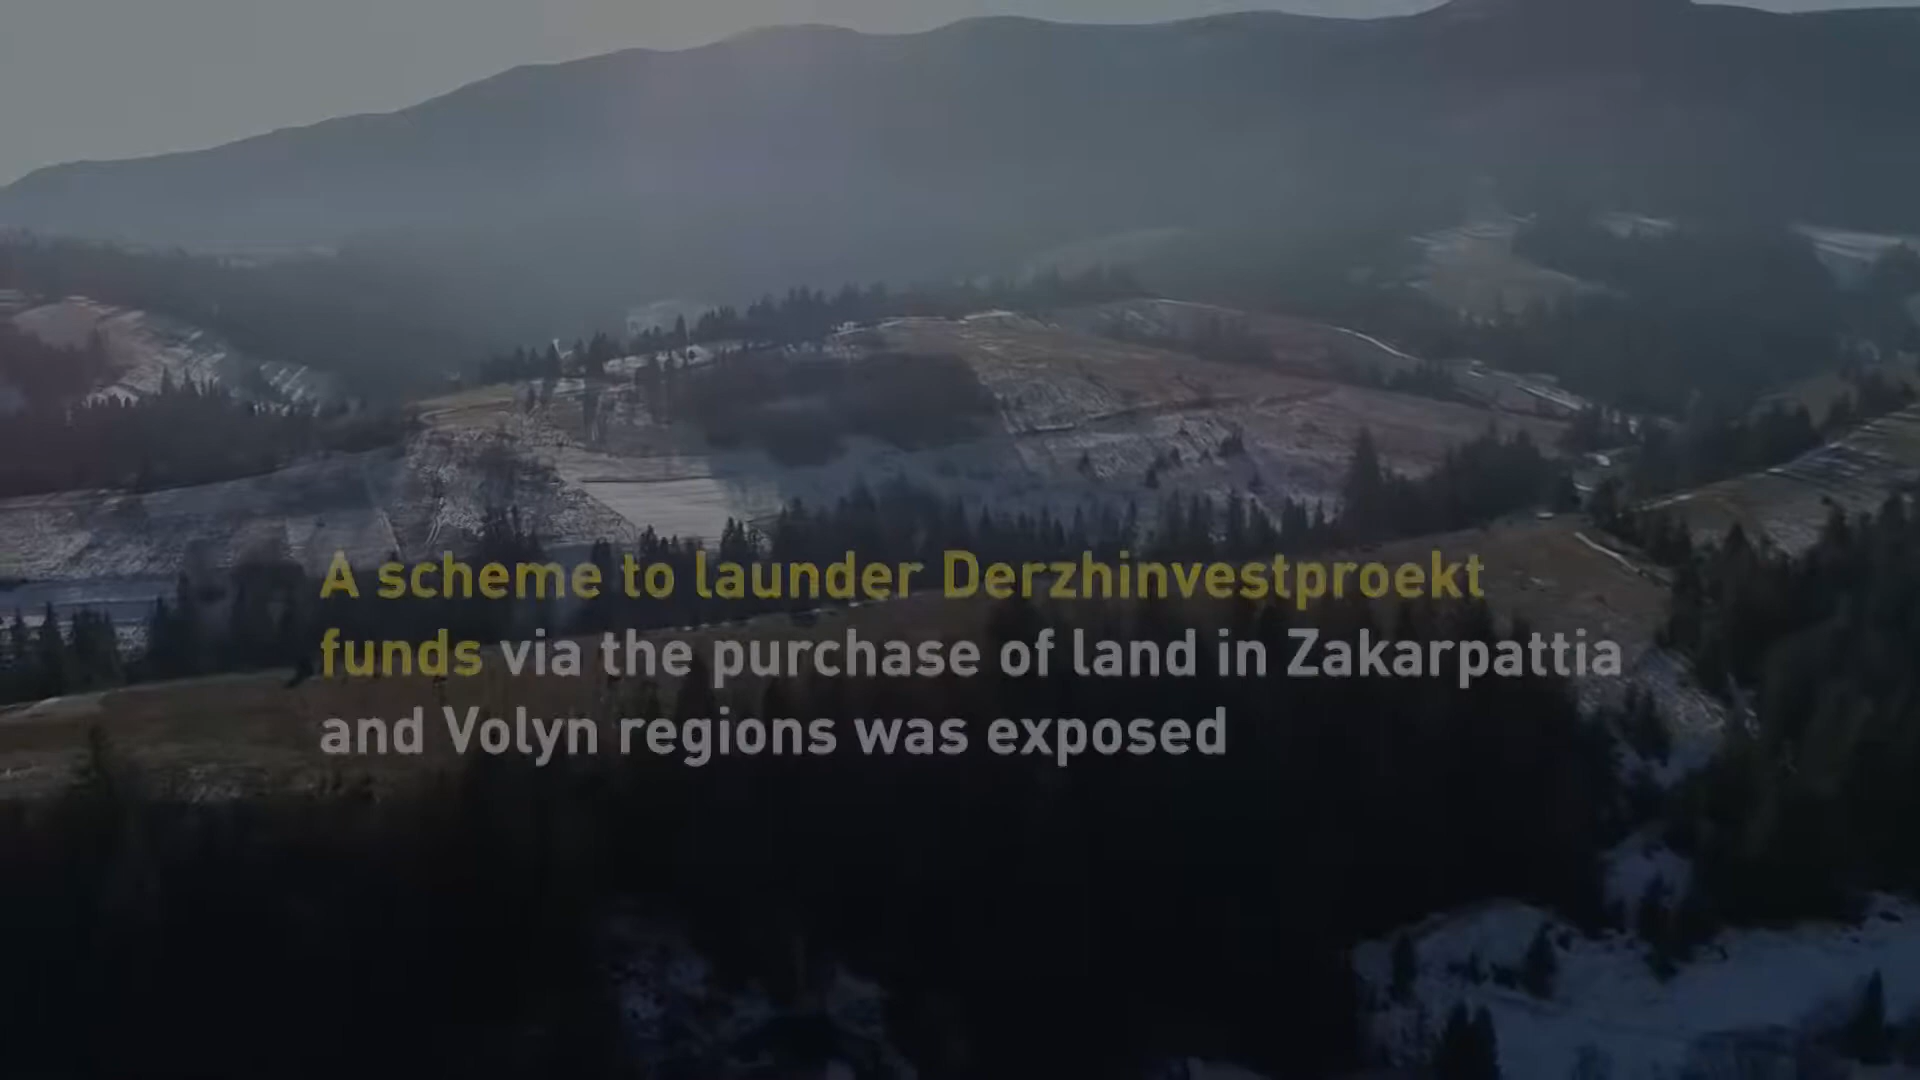 A scheme to launder Derzhinvestproekt
funds via the purchase of land in Zakarpattia
and Volyn regions was exposed